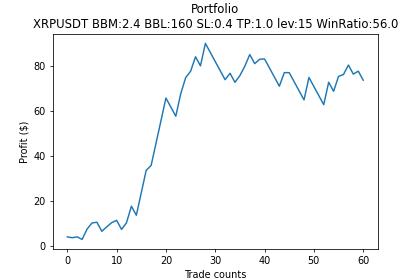 Portfolio
XRPUSDT BBM:2.4 BBL:160 SL:0.4 TP:1.0 lev:15 WinRatio:56.0
80
60
40
20
0
Profit ($)
0 10 20 30 40 50 60
Trade counts